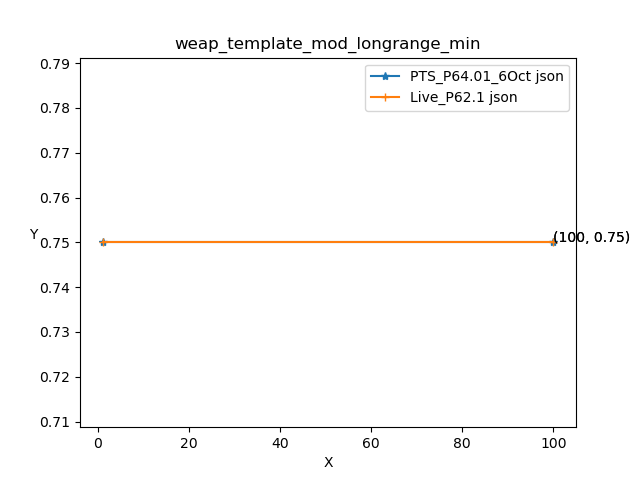 weap_template_mod_longrange_min
PTS_P64.01_6Oct json
Live_P62.1 json
0.79
0.78
0.77
0.76
0.75
0.74
0.73
0.72
0.71
Y
(100, 0.75)
0 20 40 60 80 100
X